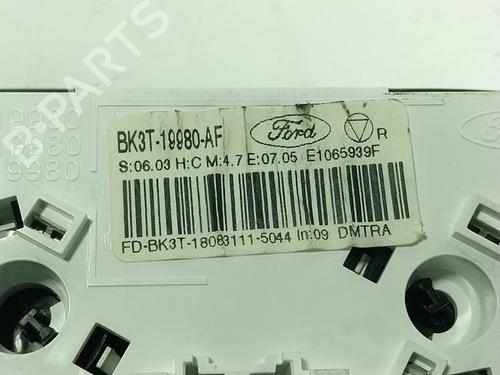 B-PARTS
19980
9980
9980
BK3T-19980-AF
Ford
R
S:06.03 H:C M:4.7 E:07.05 E1065939F
FD-BK3T-18083111-5044 In:09 DMTRA